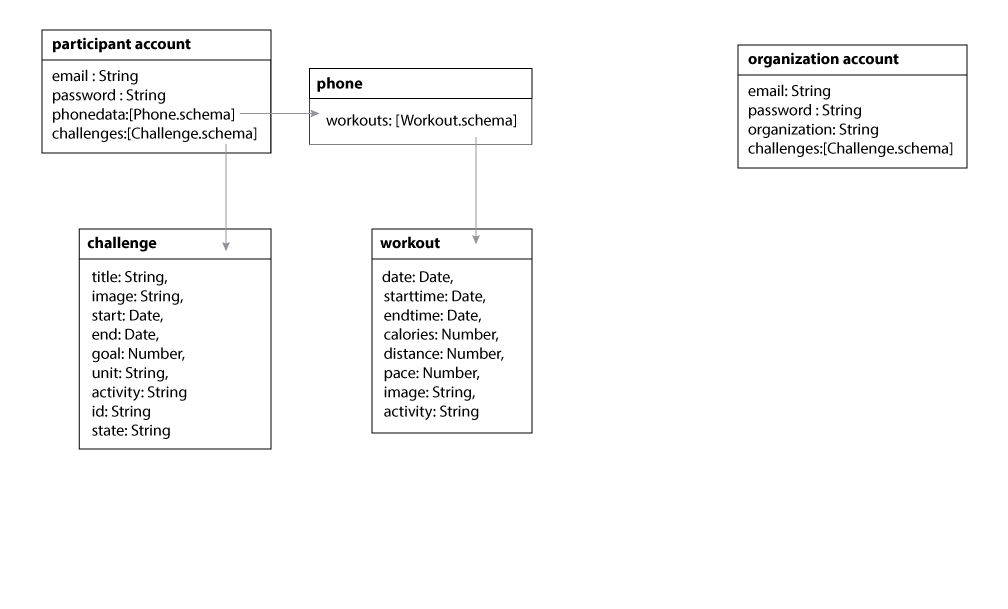 participant account
email : String
password : String
phonedata:[Phone.schema]
challenges:[Challenge.schema]
phone
workouts: [Workout.schema]
organization account
email: String
password : String
organization: String
challenges:[Challenge.schema]
challenge
title: String,
image: String,
start: Date,
end: Date,
goal: Number,
unit: String,
activity: String
id: String
state: String
workout
date: Date,
starttime: Date,
endtime: Date,
calories: Number,
distance: Number,
pace: Number,
image: String,
activity: String